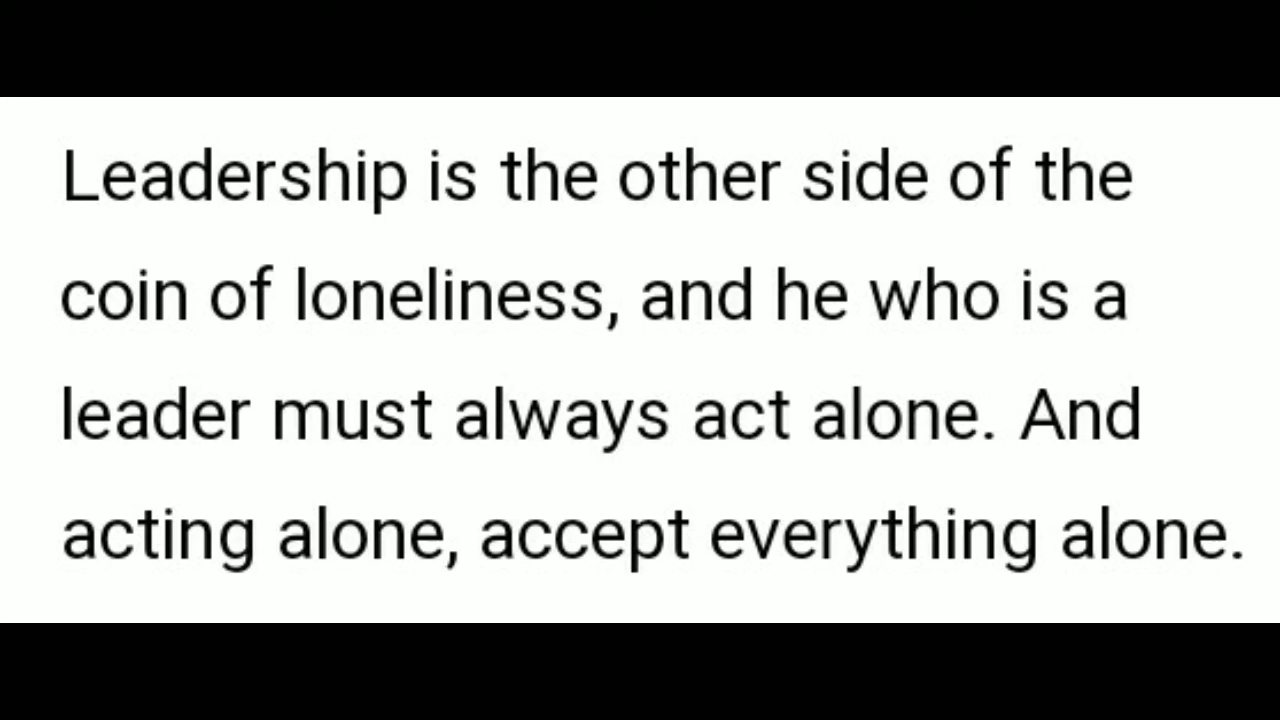 Leadership is the other side of the
coin of loneliness, and he who is a
leader must always act alone. And
acting alone, accept everything alone.